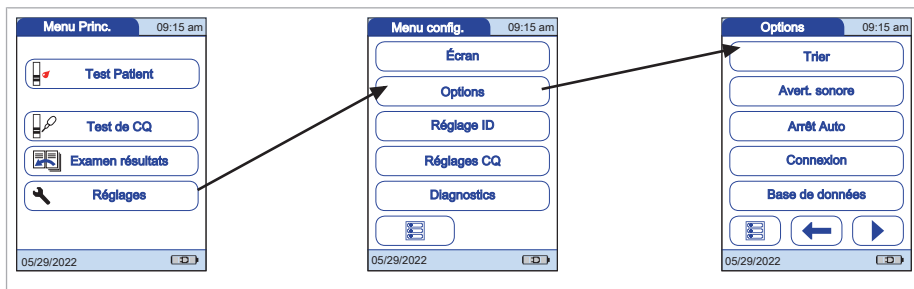 Menu Princ. 09:15 am
Test Patient
Test de CQ
Examen résultats
Réglages
05/29/2022
Menu config. 09:15 am
Écran
Options
Réglage ID
Réglages CQ
Diagnostics
05/29/2022
Options 09:15 am
Trier
Avert. sonore
Arrêt Auto
Connexion
Base de données
05/29/2022